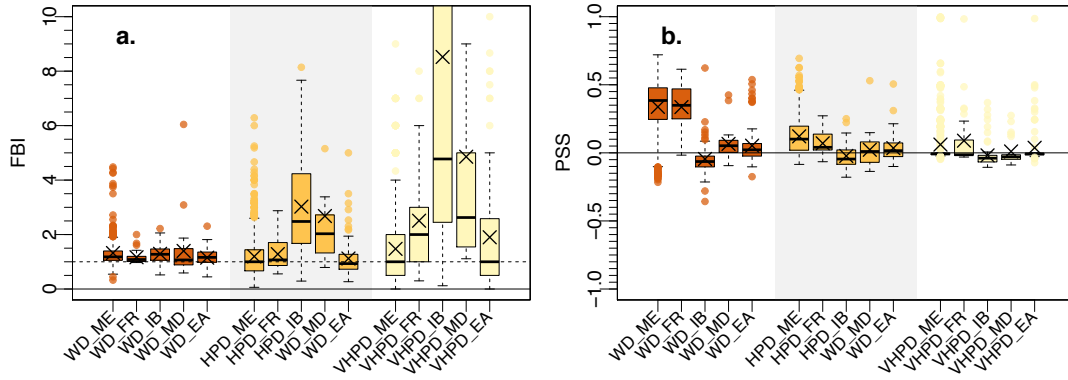 a.
FBI
10
8
6
4
2
0
WD_ME
WD_FR
WD_IB
WD_MD
WD_EA
HPD_ME
HPD_FR
HPD_IB
WD_MD
WD_EA
VHPD_ME
VHPD_FR
VHPD_IB
VHPD_MD
VHPD_EA
b.
PSS
1.0
0.5
0.0
−0.5
−1.0
WD_ME
WD_FR
WD_IB
WD_MD
WD_EA
HPD_ME
HPD_FR
HPD_IB
WD_MD
WD_EA
VHPD_ME
VHPD_FR
VHPD_IB
VHPD_MD
VHPD_EA